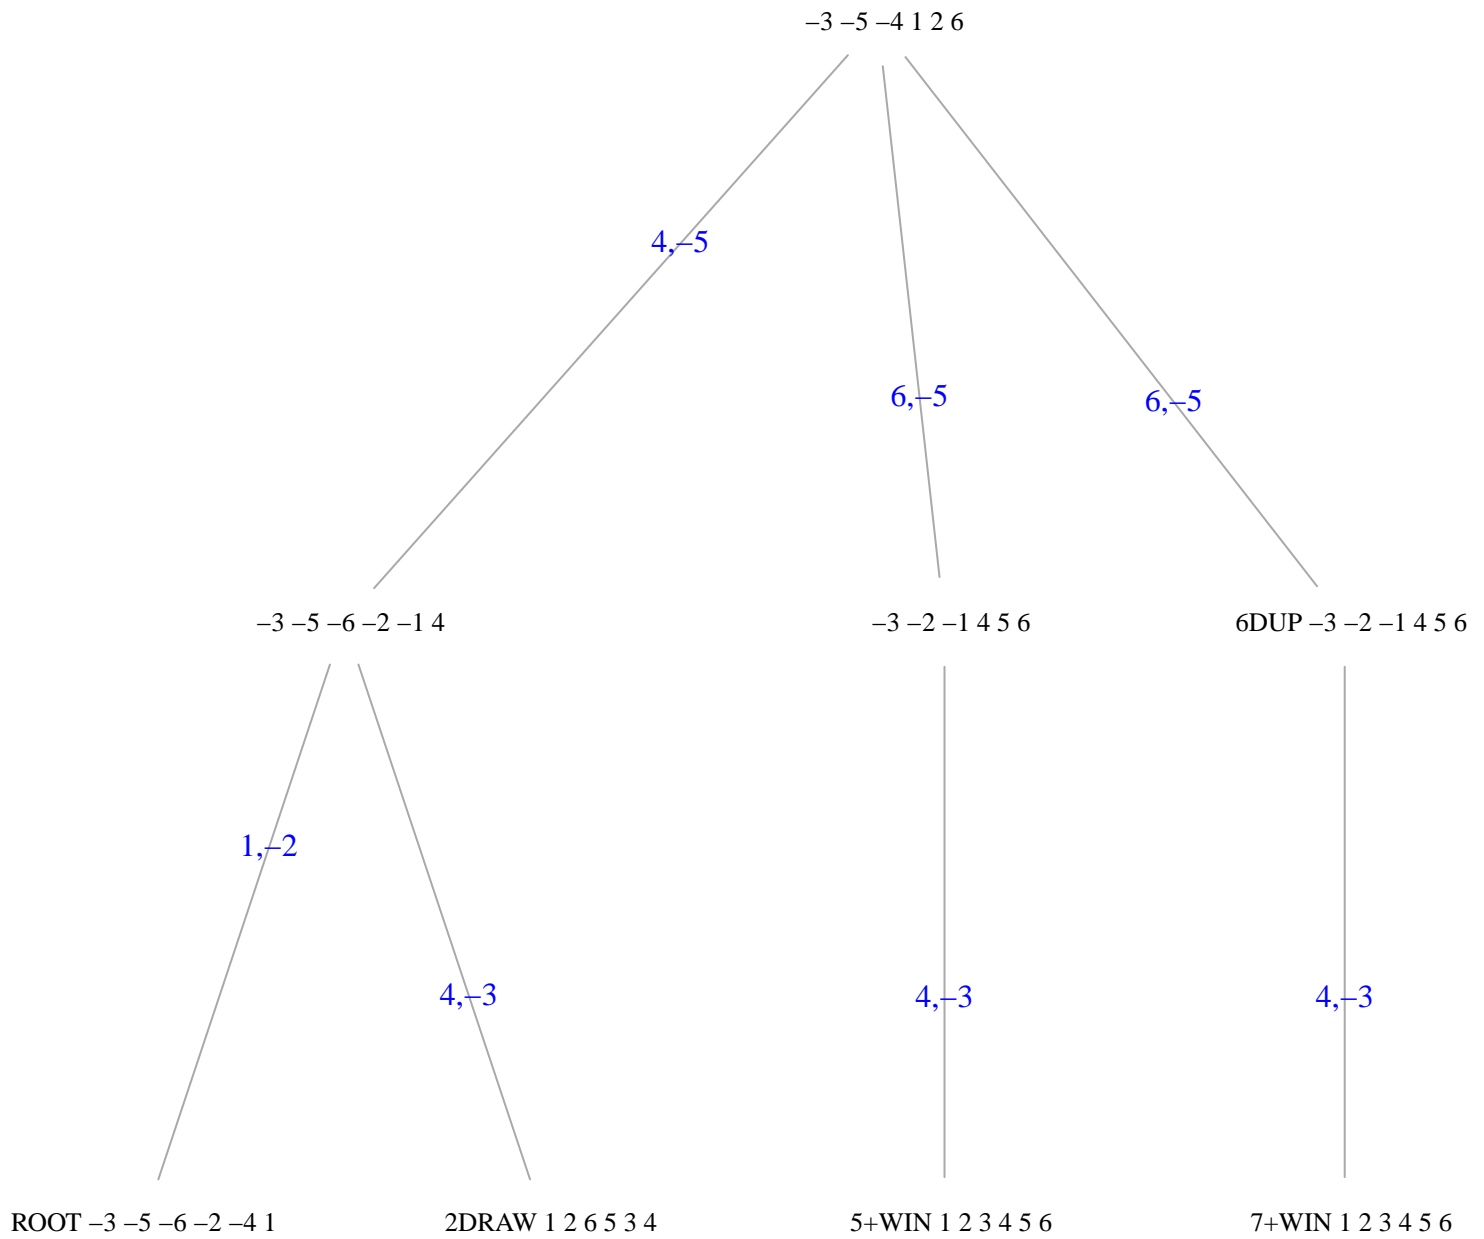 −3 −5 −4 1 2 6
4,−5
6,−5
6,−5
−3 −5 −6 −2 −1 4
−3 −2 −1 4 5 6
6DUP −3 −2 −1 4 5 6
1,−2
4,−3
4,−3
4,−3
ROOT −3 −5 −6 −2 −4 1
2DRAW 1 2 6 5 3 4
5+WIN 1 2 3 4 5 6
7+WIN 1 2 3 4 5 6